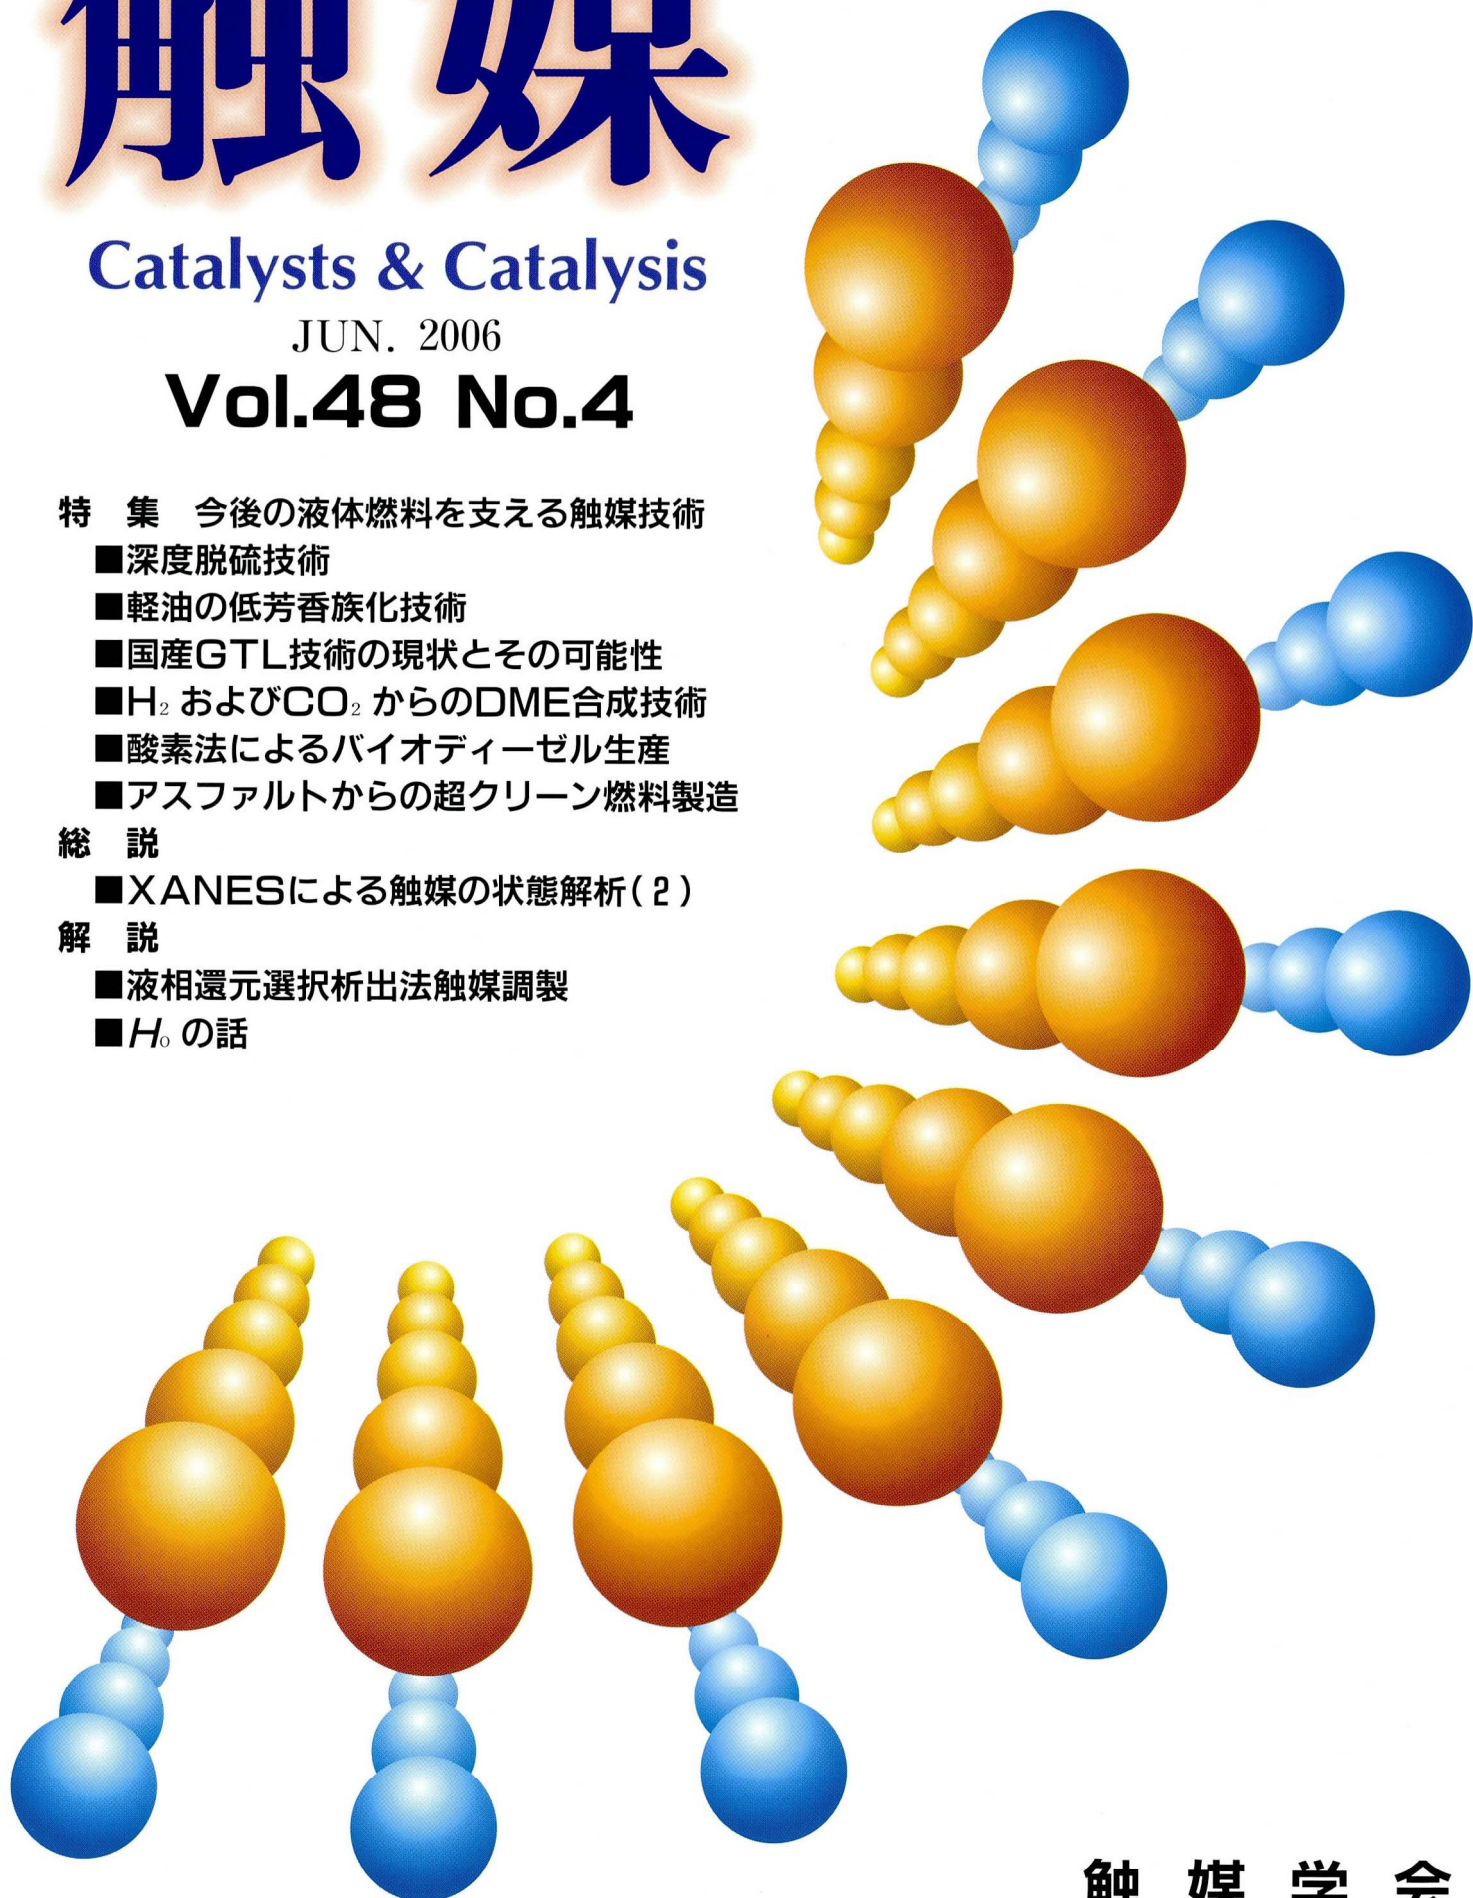 触媒
Catalysts & Catalysis
JUN. 2006
Vol.48 No.4
特　集　今後の液体燃料を支える触媒技術
■深度脱硫技術
■軽油の低芳香族化技術
■国産GTL技術の現状とその可能性
■H₂ およびCO₂ からのDME合成技術
■酸素法によるバイオディーゼル生産
■アスファルトからの超クリーン燃料製造
総　説
■XANESによる触媒の状態解析(2)
解　説
■液相還元選択析出法触媒調製
■H₀ の話
触 媒 学 会